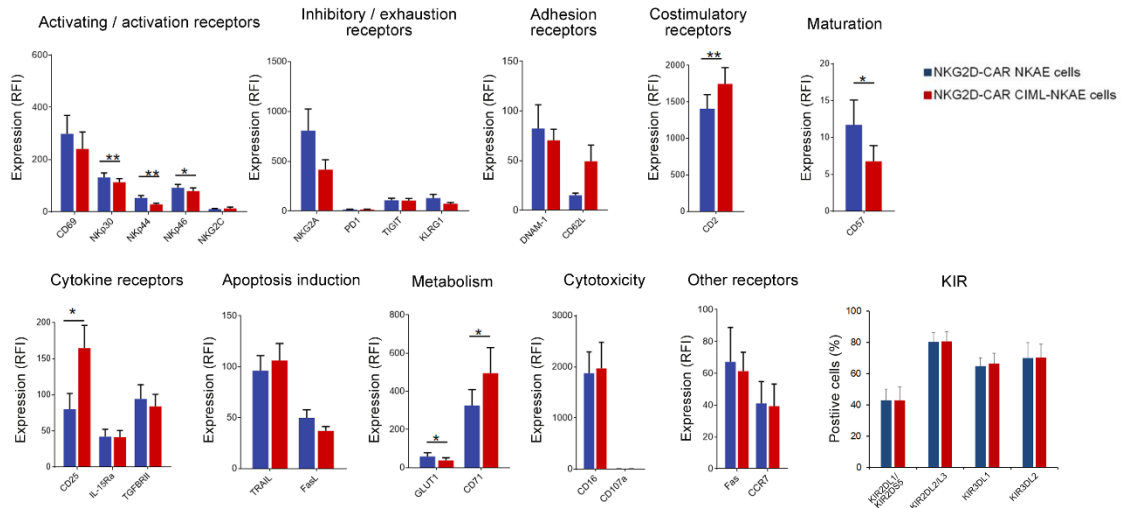 Activating / activation receptors
Expression (RFI)
600
400
200
0
**
**
*
CD69
NKp30
NKp44
NKp46
NKG2C
Inhibitory / exhaustion
receptors
Expression (RFI)
1500
1000
500
0
NKG2A
PD1
TIGIT
KLRG1
Adhesion
receptors
Expression (RFI)
150
100
50
0
DNAM-1
CD62L
Costimulatory
receptors
Expression (RFI)
2000
1500
1000
500
0
**
CD2
Maturation
Expression (RFI)
20
15
10
5
0
*
CD57
NKG2D-CAR NKAE cells
NKG2D-CAR CIML-NKAE cells
Cytokine receptors
Expression (RFI)
200
150
100
50
0
*
CD25
IL-15Ra
TGFBRII
Apoptosis induction
Expression (RFI)
150
100
50
0
TRAIL
FasL
Metabolism
Expression (RFI)
800
600
400
200
0
*
*
GLUT1
CD71
Cytotoxicity
Expression (RFI)
4000
3000
2000
1000
0
CD16
CD107a
Other receptors
Expression (RFI)
100
80
60
40
20
0
Fas
CCR7
KIR
Postiive cells (%)
100
80
60
40
20
0
KIR2DL1/
KIR2DS5
KIR2DL2/L3
KIR3DL1
KIR3DL2